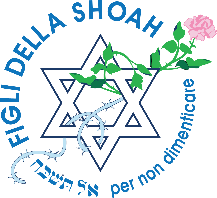 FIGLI DELLA SHOAH
אל תשכח
per non dimenticare